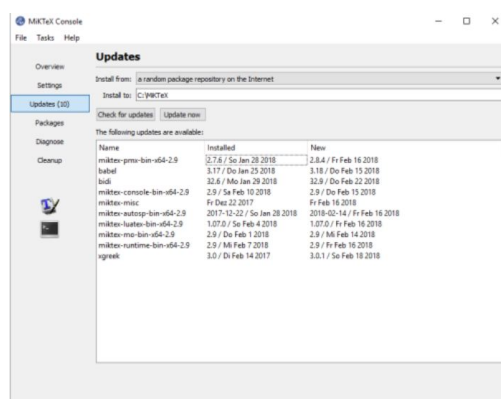 MiKTeX Console
File Tasks Help
Overview
Settings
Updates (10)
Packages
Diagnose
Cleanup
Updates
Install from: a random package repository on the Internet
Install to: C:\MiKTeX
Check for updates Update now
The following updates are available:
Name Installed New
miktex-pmx-bin-x64-2.9 2.7.6 / So Jan 28 2018 2.8.4 / Fr Feb 16 2018
babel 3.17 / Do Jan 25 2018 3.18 / Do Feb 15 2018
bidi 32.6 / Mo Jan 29 2018 32.9 / Do Feb 22 2018
miktex-console-bin-x64-2.9 2.9 / Sa Feb 10 2018 2.9 / Do Feb 15 2018
miktex-misc Fr Dez 22 2017 Fr Feb 16 2018
miktex-autosp-bin-x64-2.9 2017-12-22 / So Jan 28 2018 2018-02-14 / Fr Feb 16 2018
miktex-luatex-bin-x64-2.9 1.07.0 / So Feb 4 2018 1.07.0 / Fr Feb 16 2018
miktex-mo-bin-x64-2.9 2.9 / Do Feb 1 2018 2.9 / Mi Feb 14 2018
miktex-runtime-bin-x64-2.9 2.9 / Mi Feb 7 2018 2.9 / Fr Feb 16 2018
xgreek 3.0 / Di Feb 14 2017 3.0.1 / So Feb 18 2018